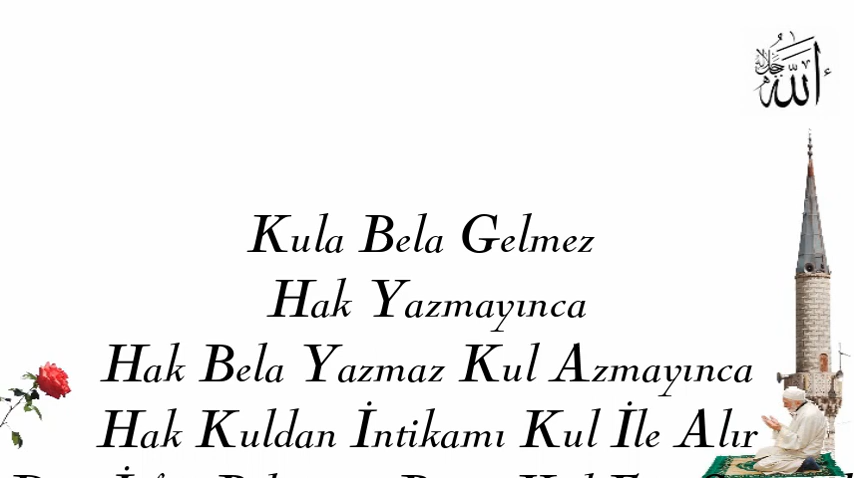 الله جل جلاله
Kula Bela Gelmez
Hak Yazmayınca
Hak Bela Yazmaz Kul Azmayınca
Hak Kuldan İntikamı Kul İle Alır